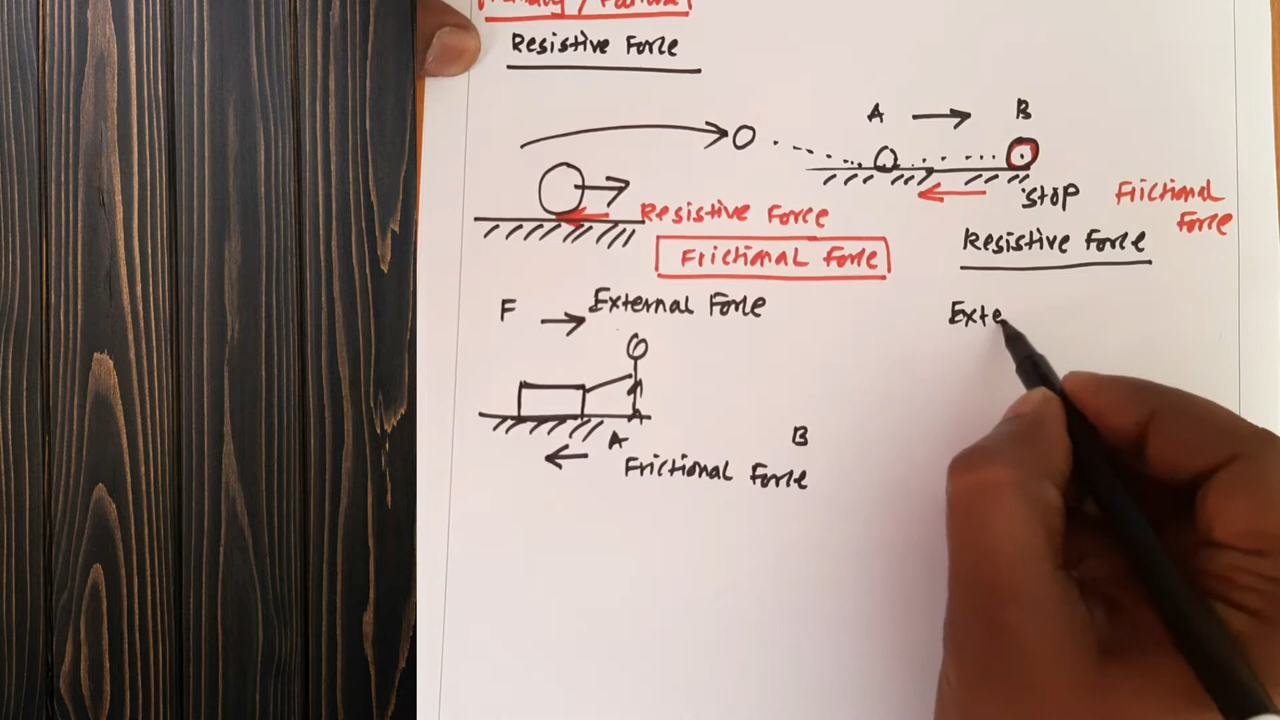 Resistive Force
A B
Stop
Frictional
Force
Resistive Force
Resistive Force
Frictional Force
F External Force
Exte
A B
Frictional Force